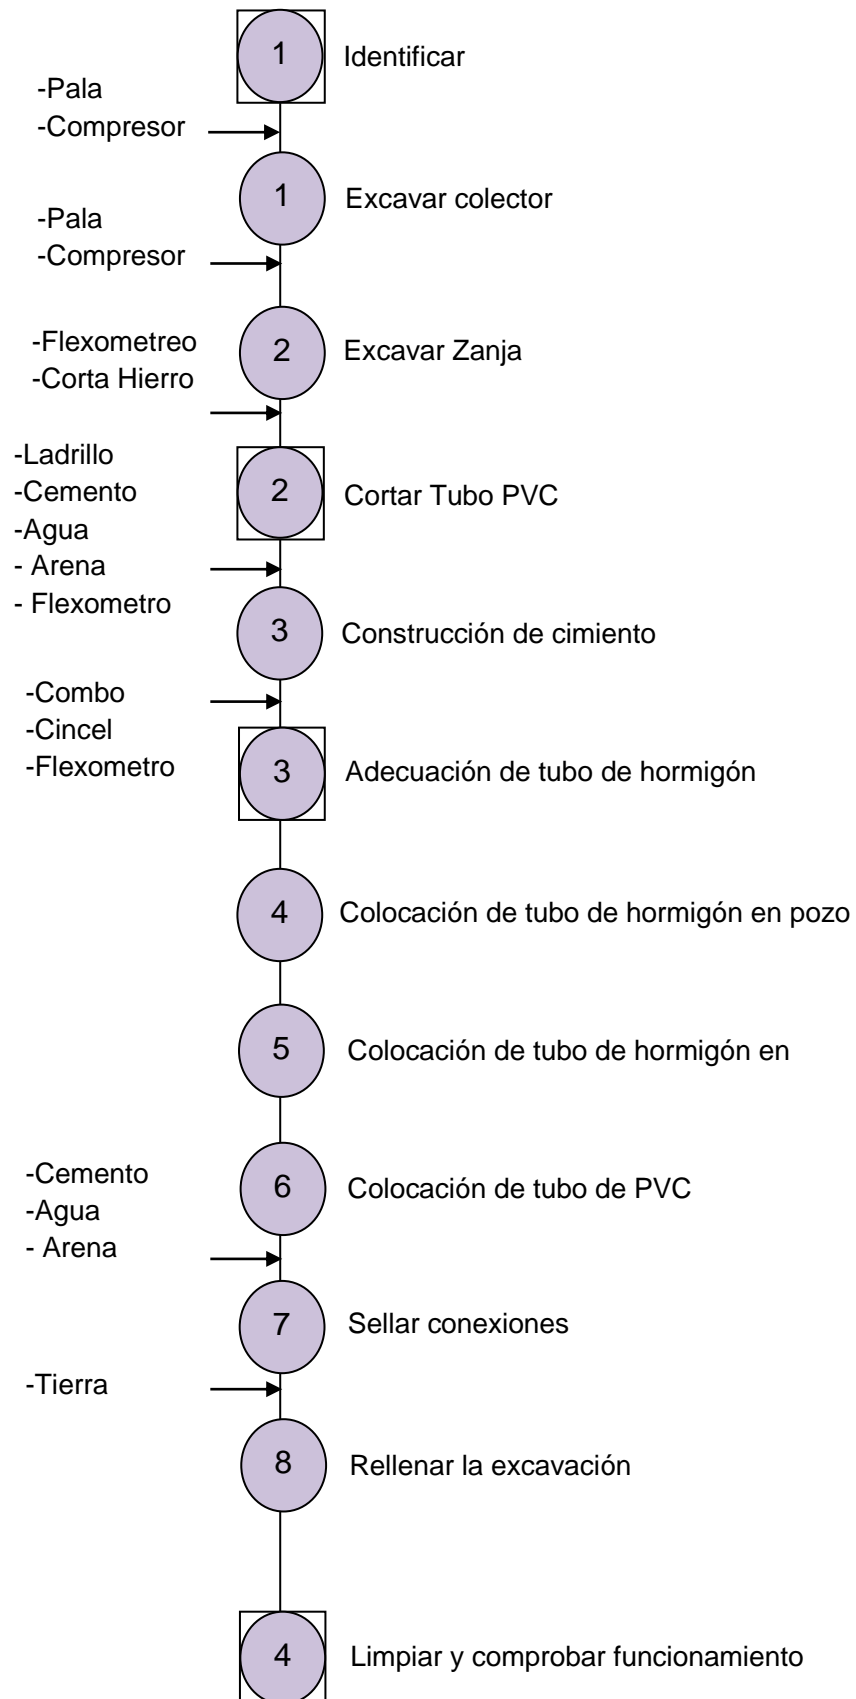 1
Identificar
-Pala
-Compresor
1
Excavar colector
-Pala
-Compresor
2
Excavar Zanja
-Flexometreo
-Corta Hierro
2
Cortar Tubo PVC
-Ladrillo
-Cemento
-Agua
- Arena
- Flexometro
3
Construcción de cimiento
-Combo
-Cincel
-Flexometro
3
Adecuación de tubo de hormigón
4
Colocación de tubo de hormigón en pozo
5
Colocación de tubo de hormigón en
6
Colocación de tubo de PVC
-Cemento
-Agua
- Arena
7
Sellar conexiones
-Tierra
8
Rellenar la excavación
4
Limpiar y comprobar funcionamiento